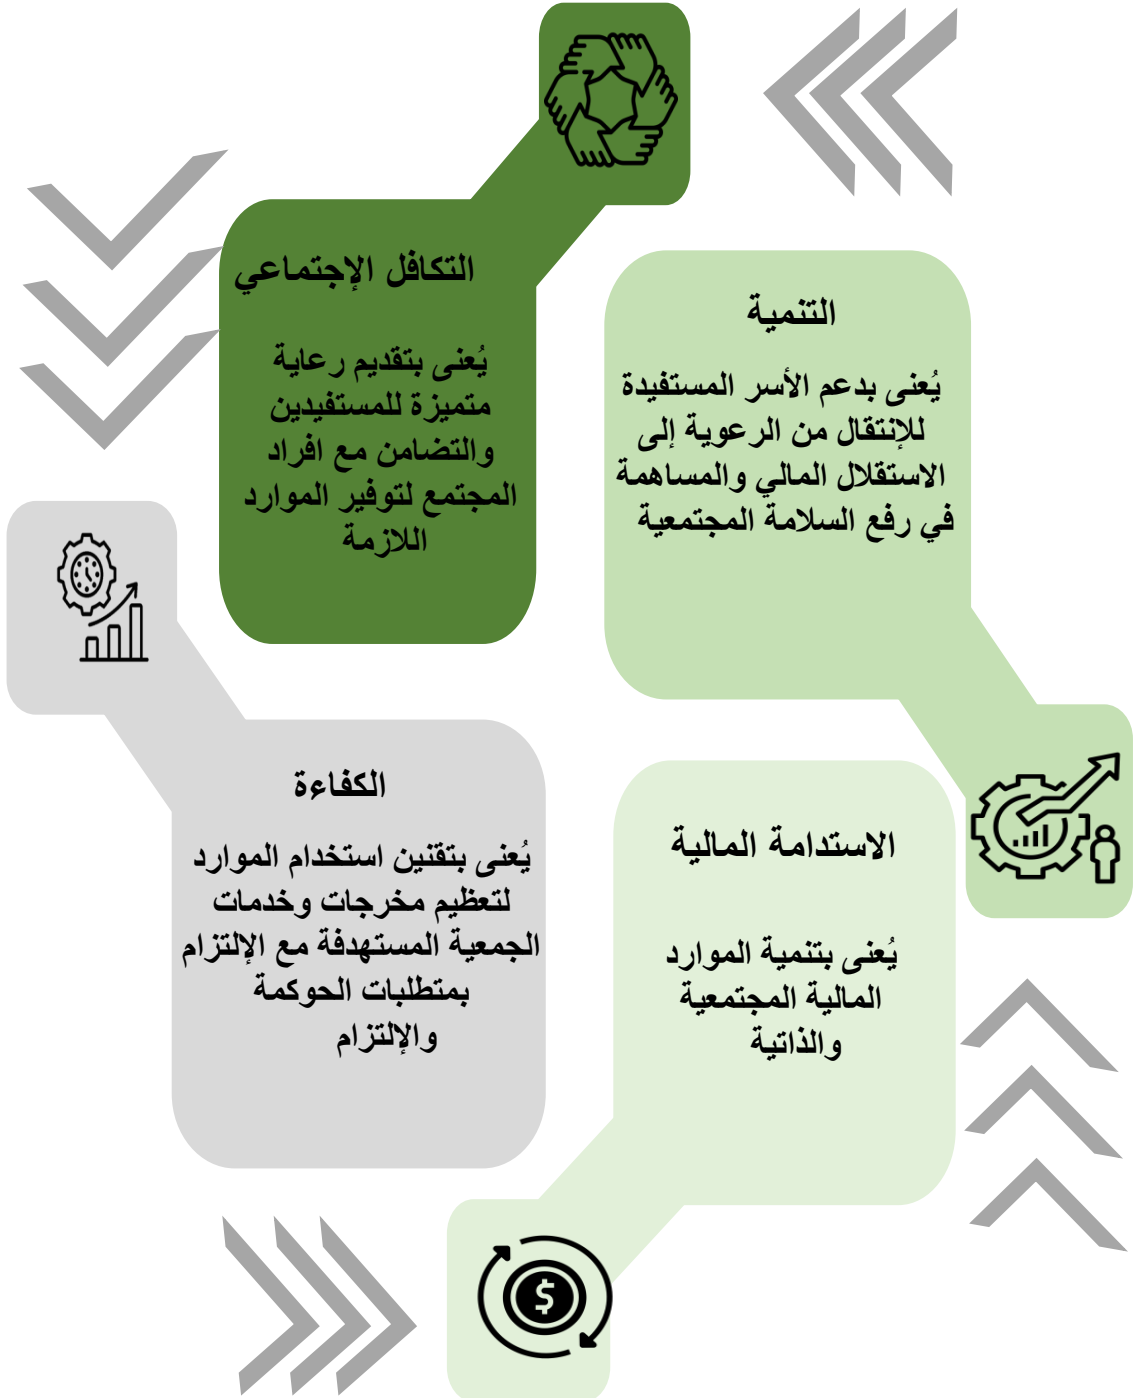 التكافل الإجتماعي
يُعنى بتقديم رعاية
متميزة للمستفيدين
والتضامن مع افراد
المجتمع لتوفير الموارد
اللازمة
التنمية
يُعنى بدعم الأسر المستفيدة
للإنتقال من الرعوية إلى
الاستقلال المالي والمساهمة
في رفع السلامة المجتمعية
الكفاءة
يُعنى بتقنين استخدام الموارد
لتعظيم مخرجات وخدمات
الجمعية المستهدفة مع الإلتزام
بمتطلبات الحوكمة
والإلتزام
الاستدامة المالية
يُعنى بتنمية الموارد
المالية المجتمعية
والذاتية
$